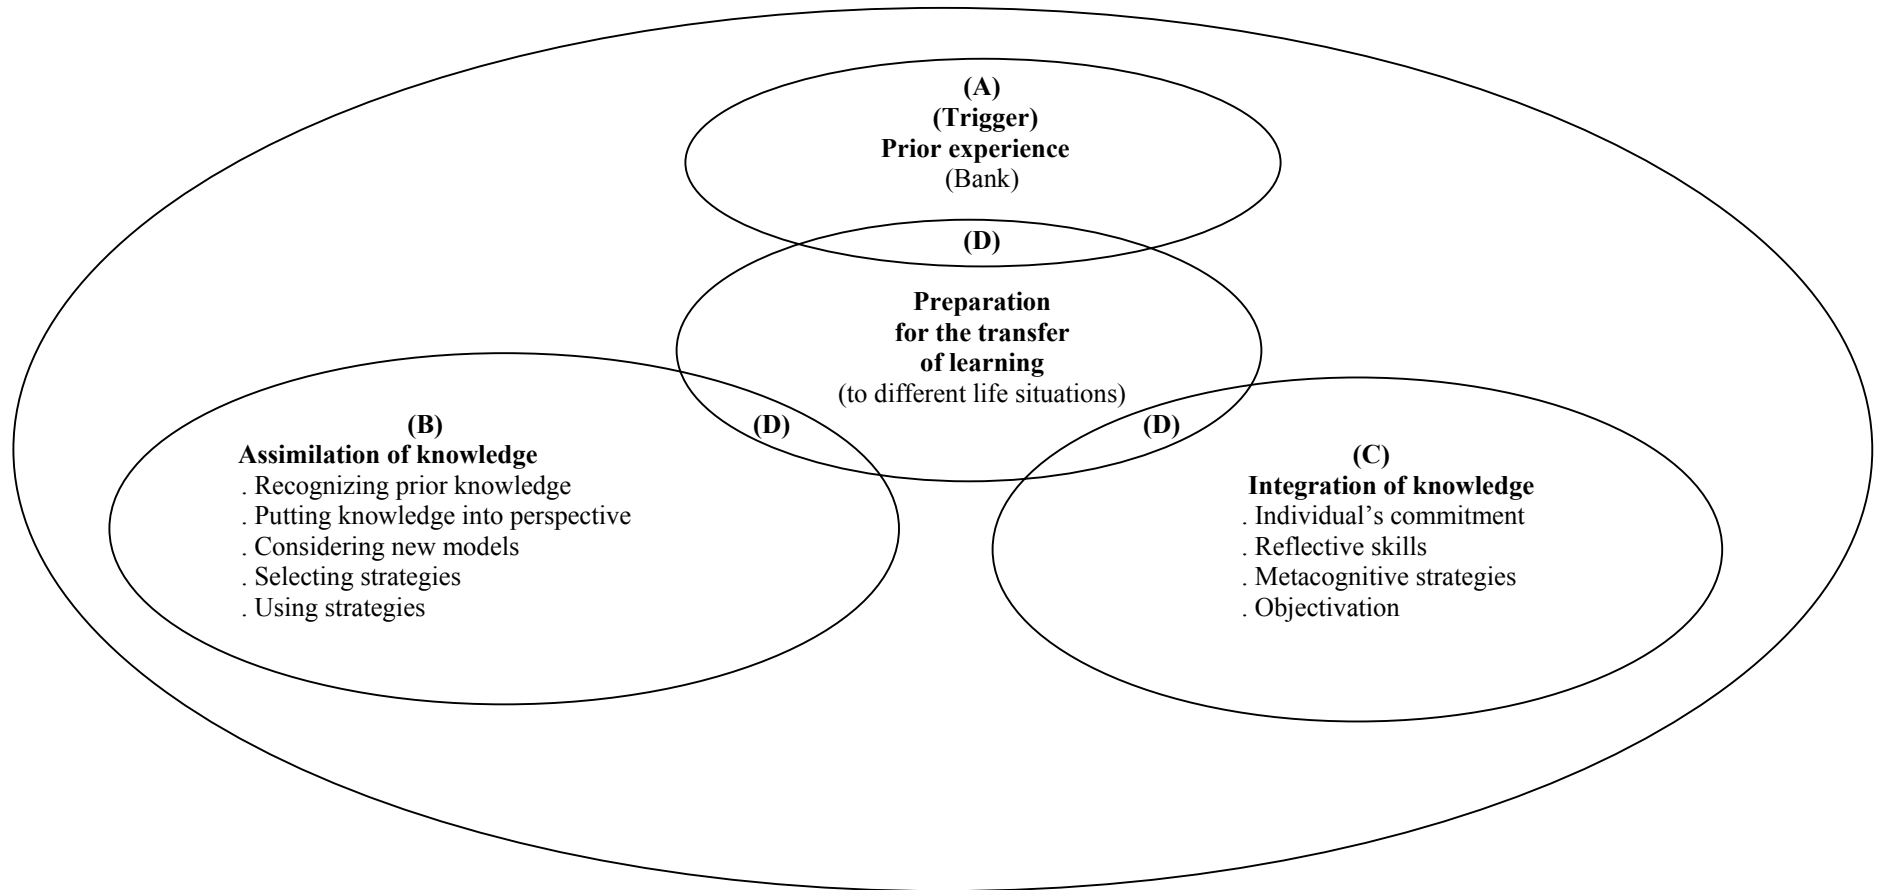 (A)
(Trigger)
Prior experience
(Bank)
(D)
Preparation
for the transfer
of learning
(to different life situations)
(D)
(D)
(B)
Assimilation of knowledge
. Recognizing prior knowledge
. Putting knowledge into perspective
. Considering new models
. Selecting strategies
. Using strategies
(C)
Integration of knowledge
. Individual’s commitment
. Reflective skills
. Metacognitive strategies
. Objectivation